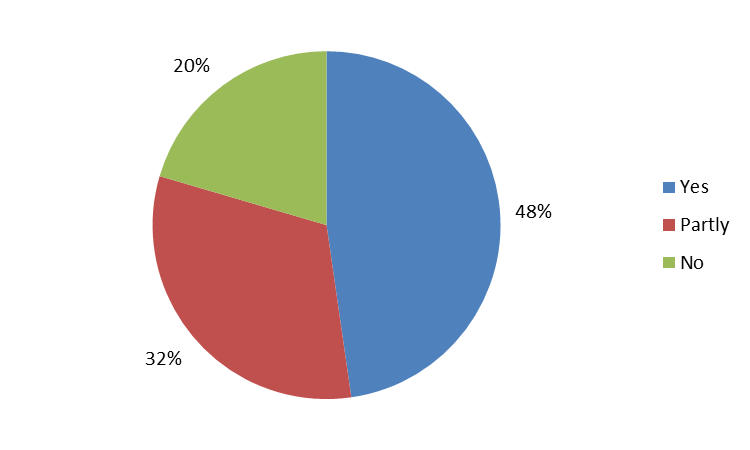 20%
48%
32%
Yes
Partly
No